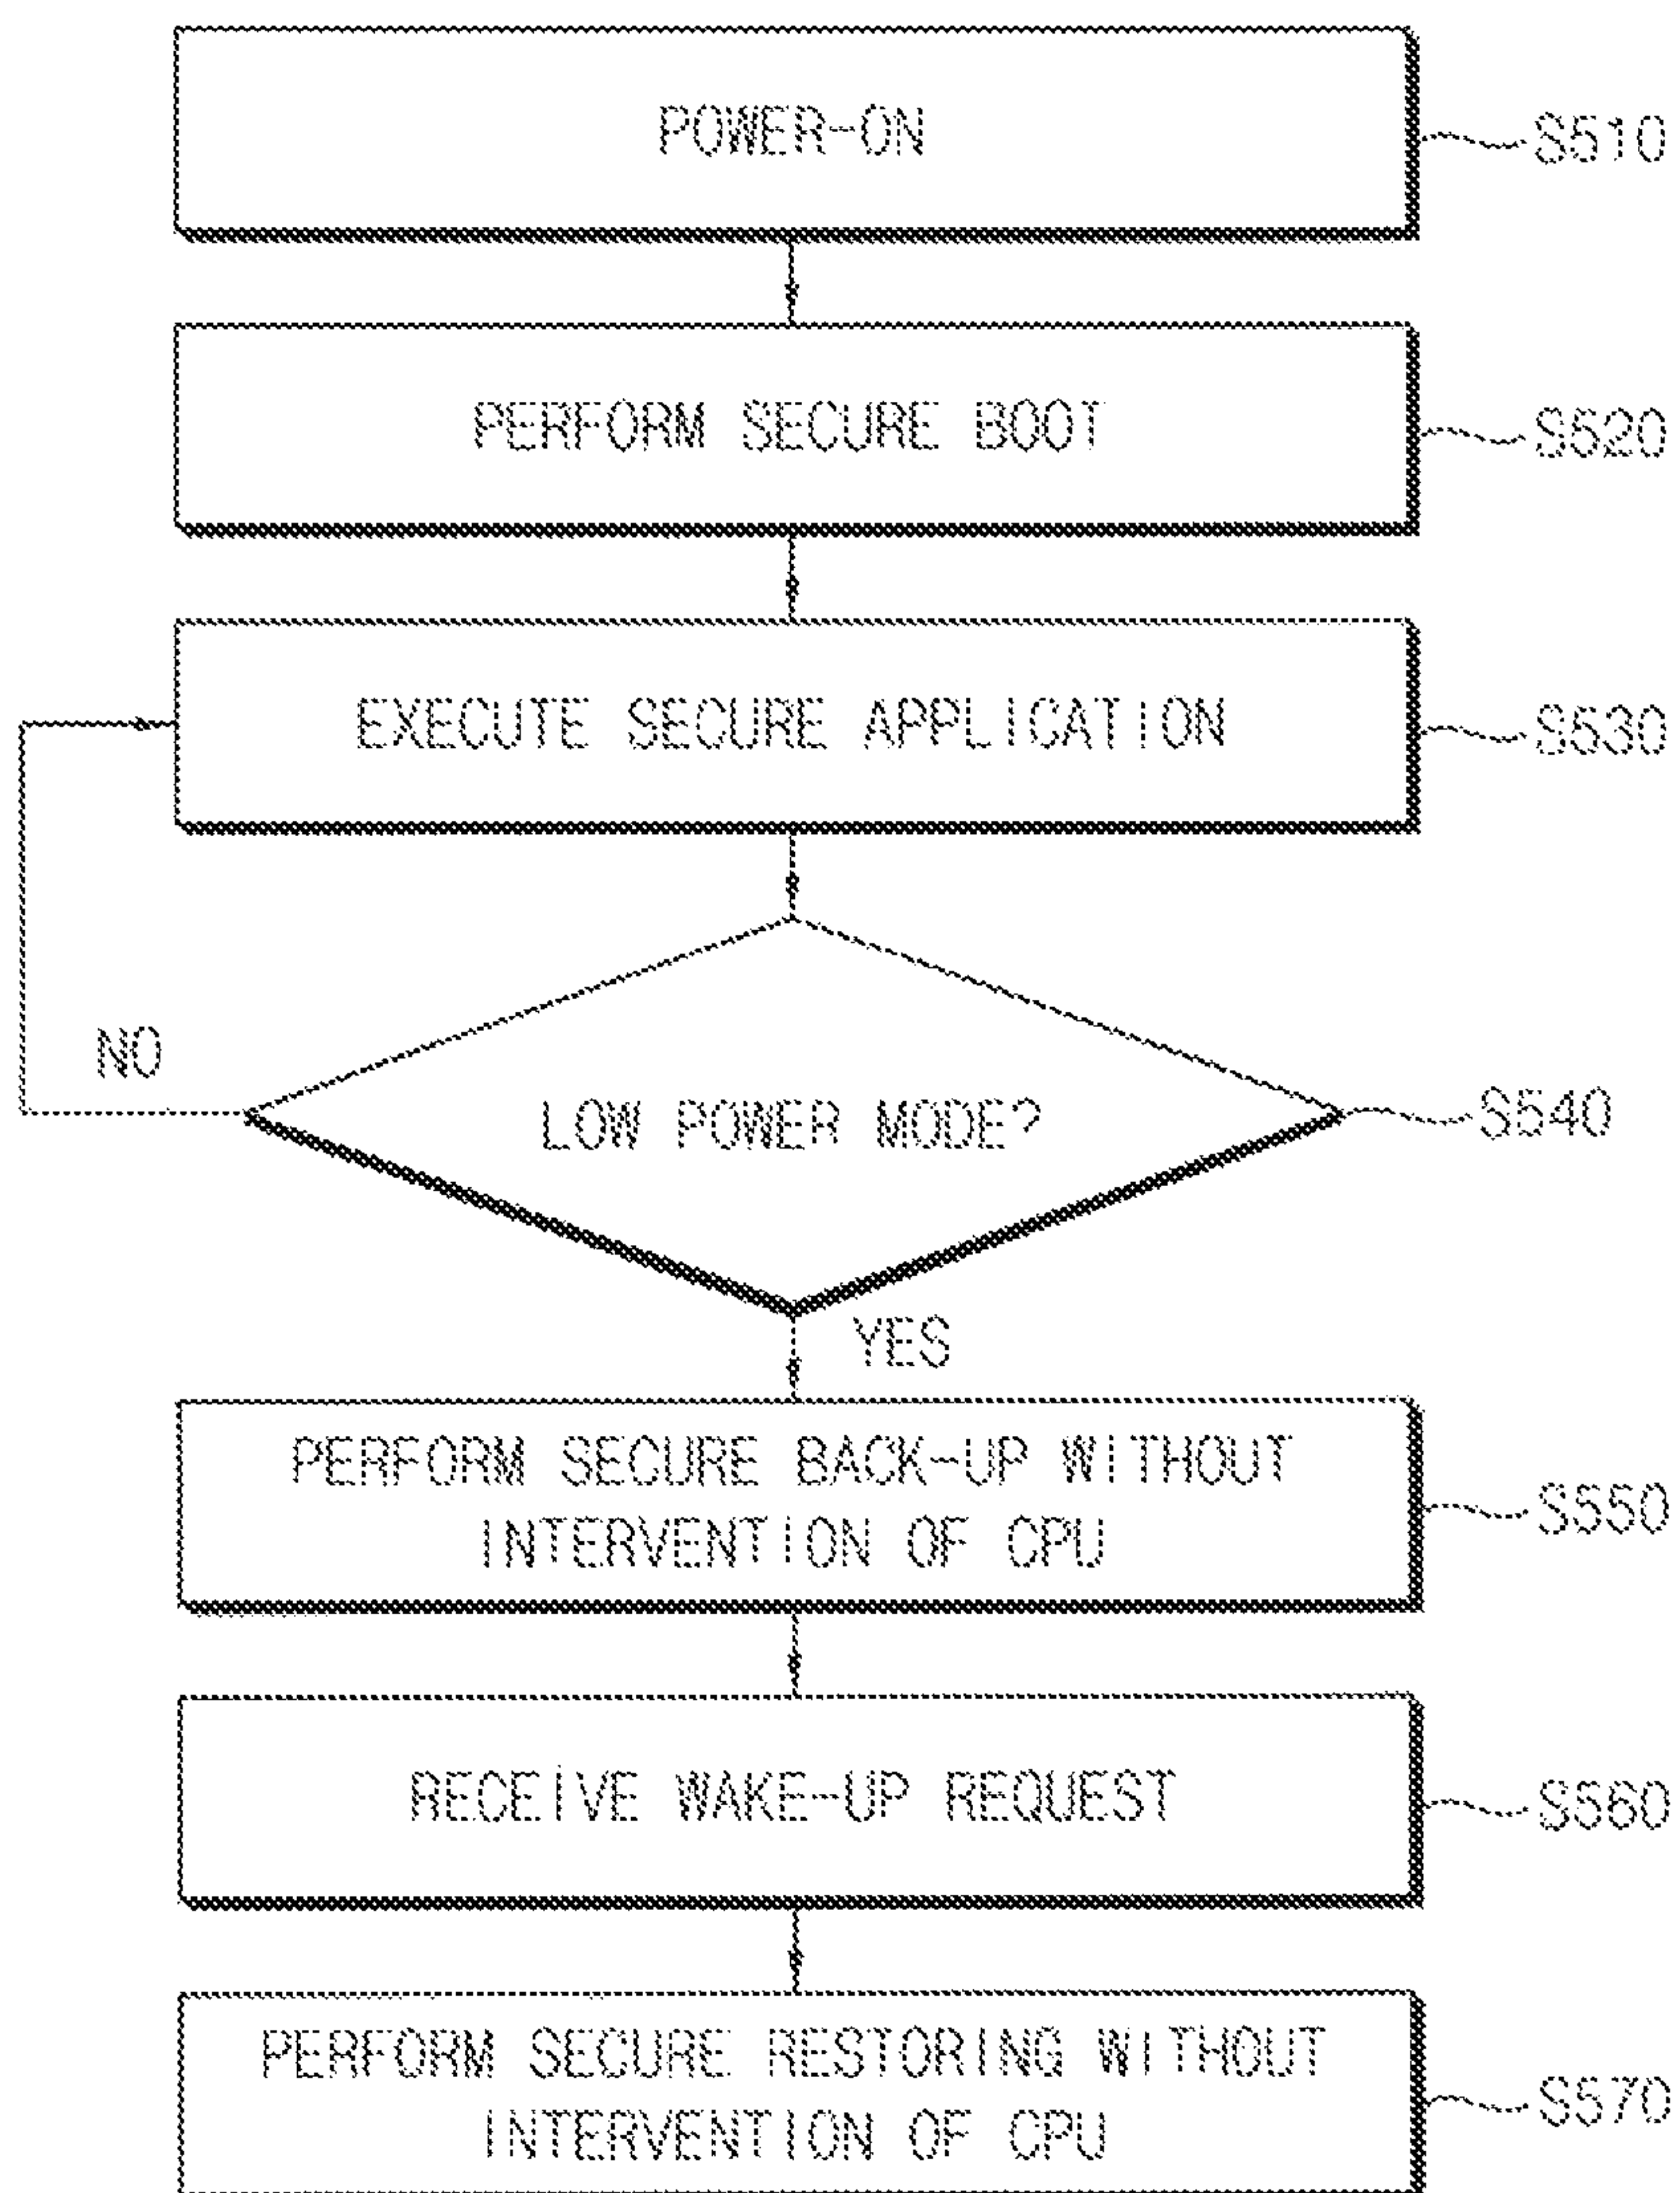 POWER-ON
S510
PERFORM SECURE BOOT
S520
EXECUTE SECURE APPLICATION
S530
NO
LOW POWER MODE?
S540
YES
PERFORM SECURE BACK-UP WITHOUT
INTERVENTION OF CPU
S550
RECEIVE WAKE-UP REQUEST
S560
PERFORM SECURE RESTORING WITHOUT
INTERVENTION OF CPU
S570